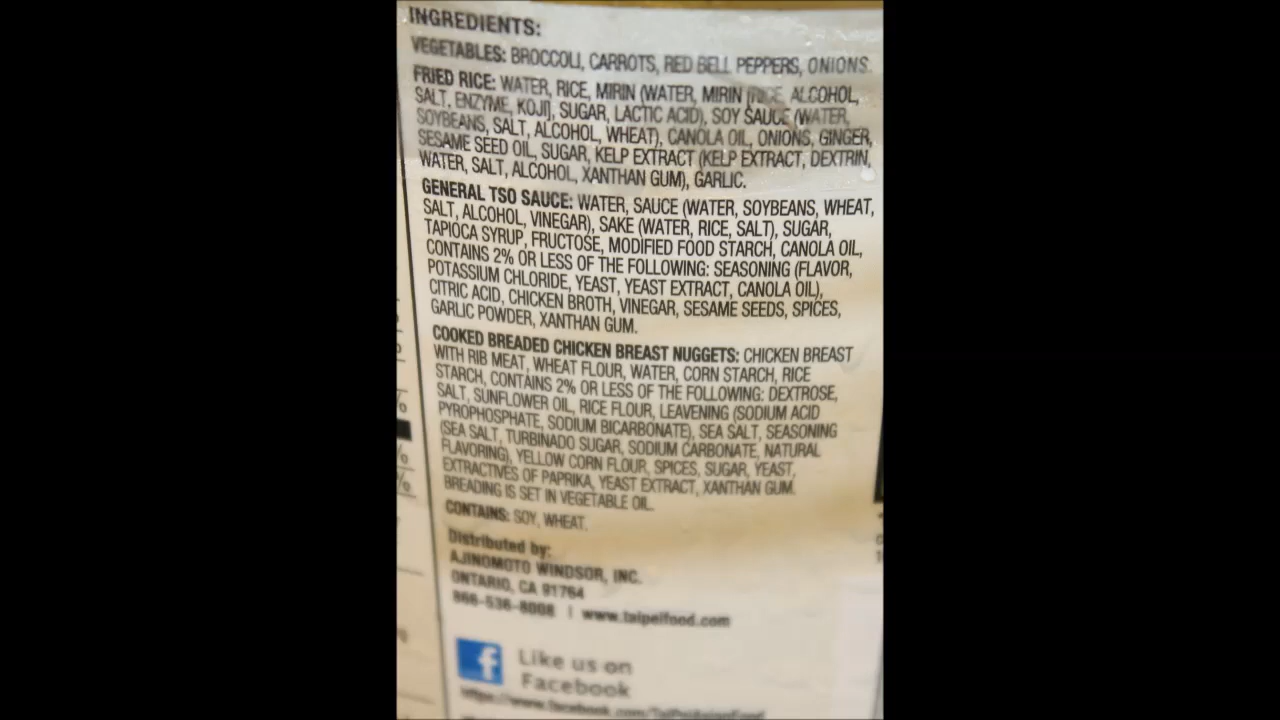 INGREDIENTS:
VEGETABLES: BROCCOLI, CARROTS, RED BELL PEPPERS, ONIONS.
FRIED RICE: WATER, RICE, MIRIN (WATER, MIRIN [RICE, ALCOHOL,
SALT, ENZYME, KOJI], SUGAR, LACTIC ACID), SOY SAUCE (WATER,
SOYBEANS, SALT, ALCOHOL, WHEAT), CANOLA OIL, ONIONS, GINGER,
SESAME SEED OIL, SUGAR, KELP EXTRACT (KELP EXTRACT, DEXTRIN,
WATER, SALT, ALCOHOL, XANTHAN GUM), GARLIC.
GENERAL TSO SAUCE: WATER, SAUCE (WATER, SOYBEANS, WHEAT,
SALT, ALCOHOL, VINEGAR), SAKE (WATER, RICE, SALT), SUGAR,
TAPIOCA SYRUP, FRUCTOSE, MODIFIED FOOD STARCH, CANOLA OIL,
CONTAINS 2% OR LESS OF THE FOLLOWING: SEASONING (FLAVOR,
POTASSIUM CHLORIDE, YEAST, YEAST EXTRACT, CANOLA OIL),
CITRIC ACID, CHICKEN BROTH, VINEGAR, SESAME SEEDS, SPICES,
GARLIC POWDER, XANTHAN GUM.
COOKED BREADED CHICKEN BREAST NUGGETS: CHICKEN BREAST
WITH RIB MEAT, WHEAT FLOUR, WATER, CORN STARCH, RICE
STARCH, CONTAINS 2% OR LESS OF THE FOLLOWING: DEXTROSE,
SALT, SUNFLOWER OIL, RICE FLOUR, LEAVENING (SODIUM ACID
PYROPHOSPHATE, SODIUM BICARBONATE), SEA SALT, SEASONING
(SEA SALT, TURBINADO SUGAR, SODIUM CARBONATE, NATURAL
FLAVORING), YELLOW CORN FLOUR, SPICES, SUGAR, YEAST,
EXTRACTIVES OF PAPRIKA, YEAST EXTRACT, XANTHAN GUM.
BREADING IS SET IN VEGETABLE OIL.
CONTAINS: SOY, WHEAT.
Distributed by:
AJINOMOTO WINDSOR, INC.
ONTARIO, CA 91764
866-536-8008 | www.taipeifood.com
f Like us on
Facebook